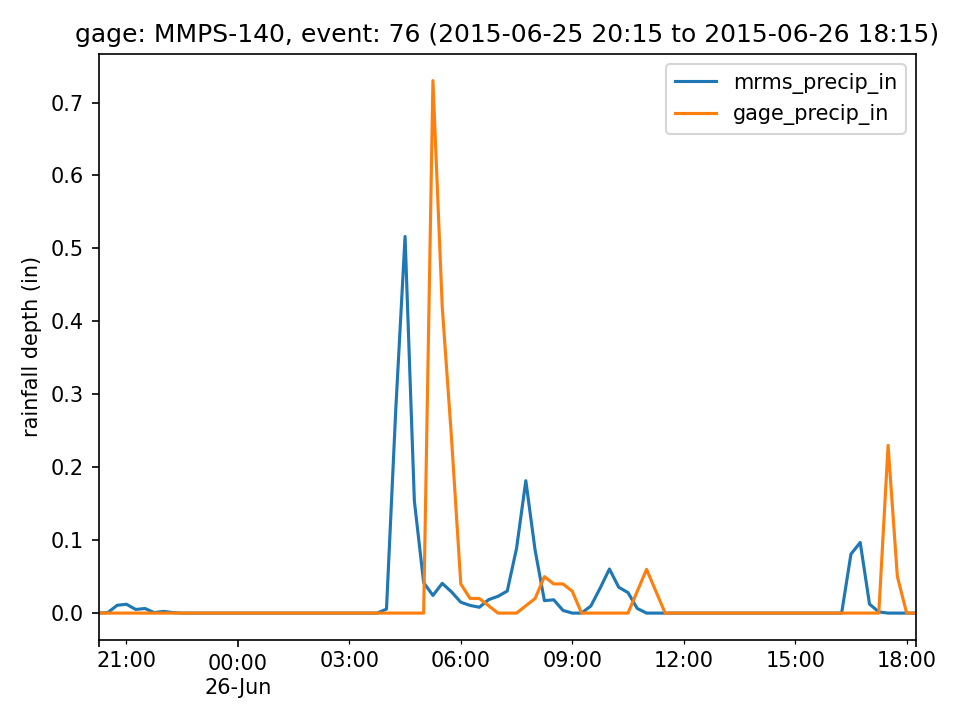 gage: MMPS-140, event: 76 (2015-06-25 20:15 to 2015-06-26 18:15)
mrms_precip_in
gage_precip_in
rainfall depth (in)
0.7
0.6
0.5
0.4
0.3
0.2
0.1
0.0
21:00 00:00 03:00 06:00 09:00 12:00 15:00 18:00
26-Jun